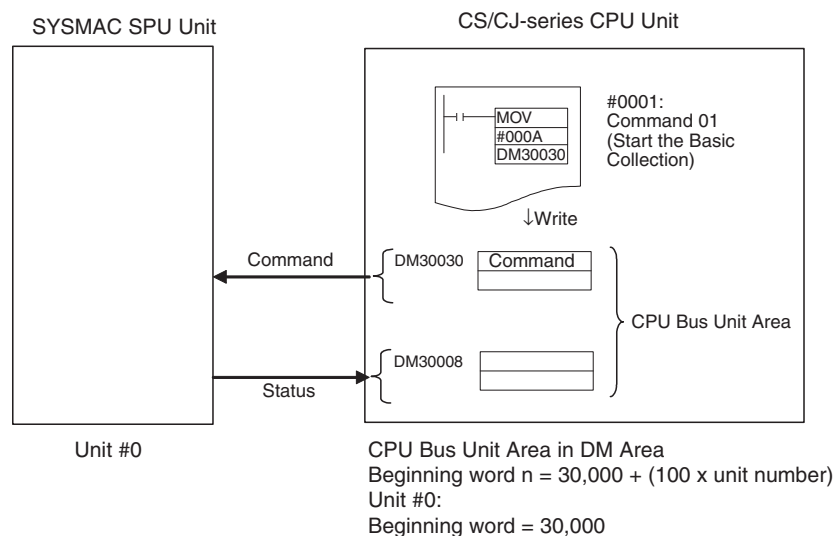 SYSMAC SPU Unit
CS/CJ-series CPU Unit
MOV
#000A
DM30030
#0001:
Command 01
(Start the Basic
Collection)
↓Write
Command
DM30030
Command
CPU Bus Unit Area
DM30008
Status
Unit #0
CPU Bus Unit Area in DM Area
Beginning word n = 30,000 + (100 x unit number)
Unit #0:
Beginning word = 30,000